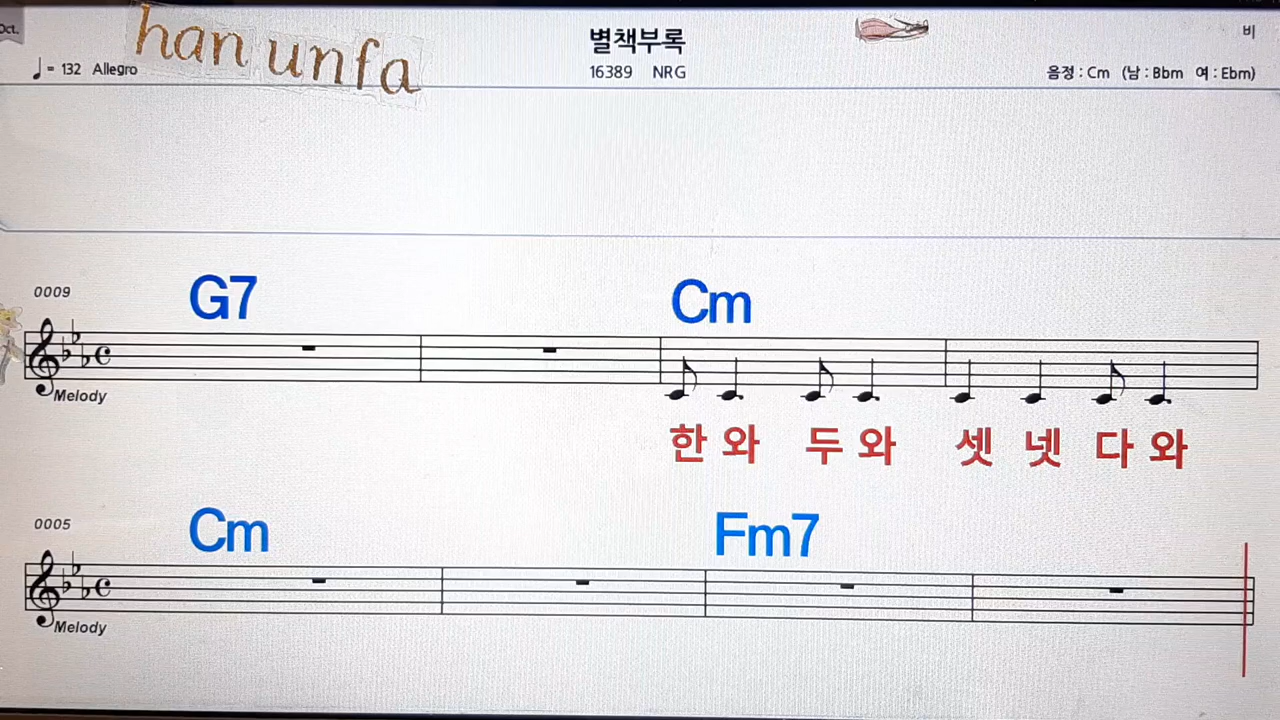 Oct.
han unfa
별책부록
비
♩= 132 Allegro
16389 NRG
음정 : Cm (남 : Bbm 여 : Ebm)
G7 Cm
0009
Melody
한 와 두 와 셋 넷 다 와
Cm Fm7
0005
Melody